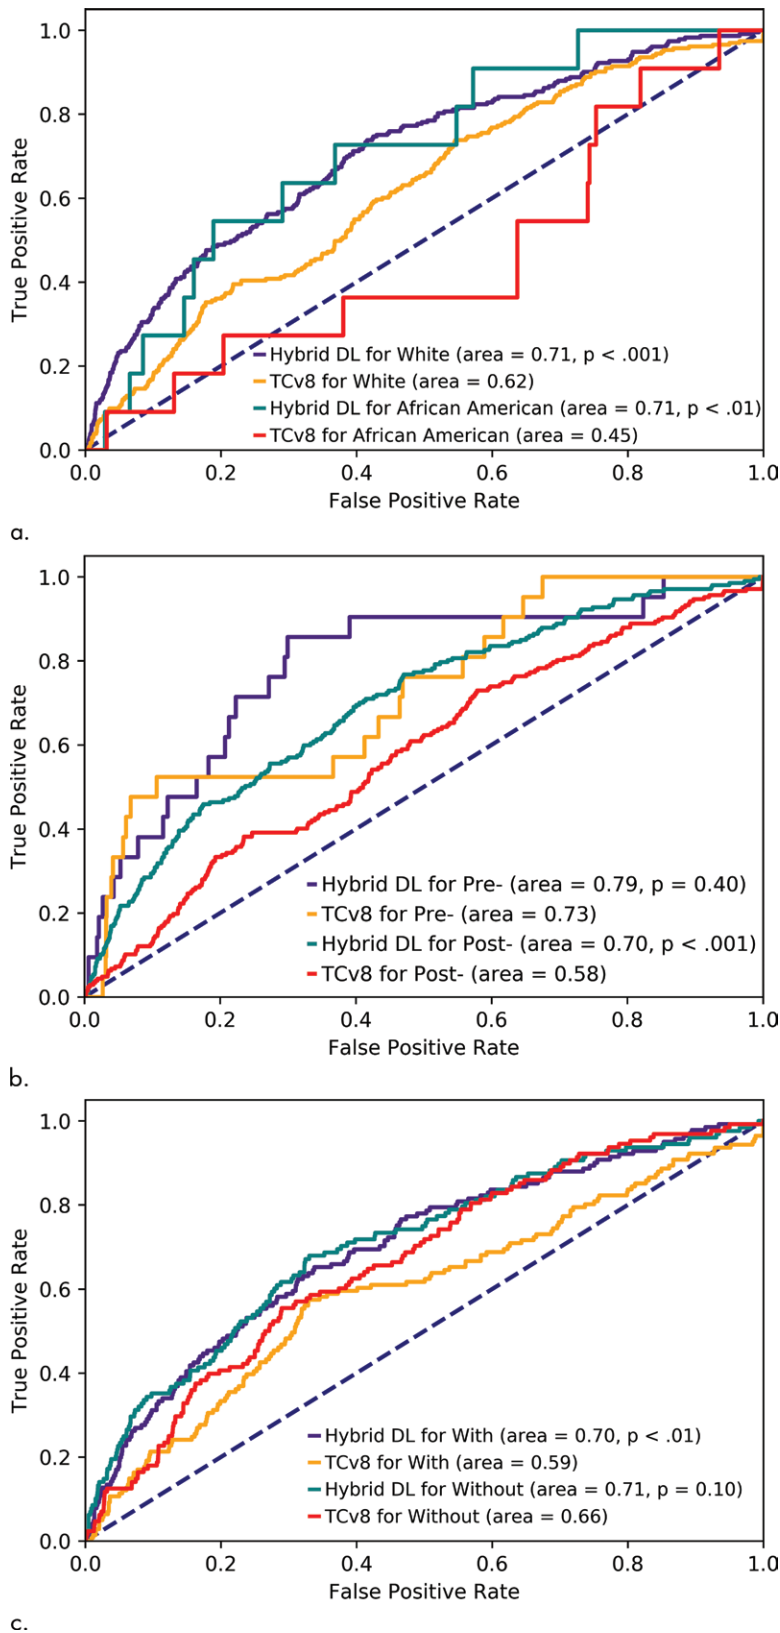 1.0
0.8
0.6
0.4
0.2
0.0
True Positive Rate
Hybrid DL for White (area = 0.71, p < .001)
TCv8 for White (area = 0.62)
Hybrid DL for African American (area = 0.71, p < .01)
TCv8 for African American (area = 0.45)
0.0 0.2 0.4 0.6 0.8 1.0
False Positive Rate
a.
1.0
0.8
0.6
0.4
0.2
0.0
True Positive Rate
Hybrid DL for Pre- (area = 0.79, p = 0.40)
TCv8 for Pre- (area = 0.73)
Hybrid DL for Post- (area = 0.70, p < .001)
TCv8 for Post- (area = 0.58)
0.0 0.2 0.4 0.6 0.8 1.0
False Positive Rate
b.
1.0
0.8
0.6
0.4
0.2
0.0
True Positive Rate
Hybrid DL for With (area = 0.70, p < .01)
TCv8 for With (area = 0.59)
Hybrid DL for Without (area = 0.71, p = 0.10)
TCv8 for Without (area = 0.66)
0.0 0.2 0.4 0.6 0.8 1.0
False Positive Rate
c.